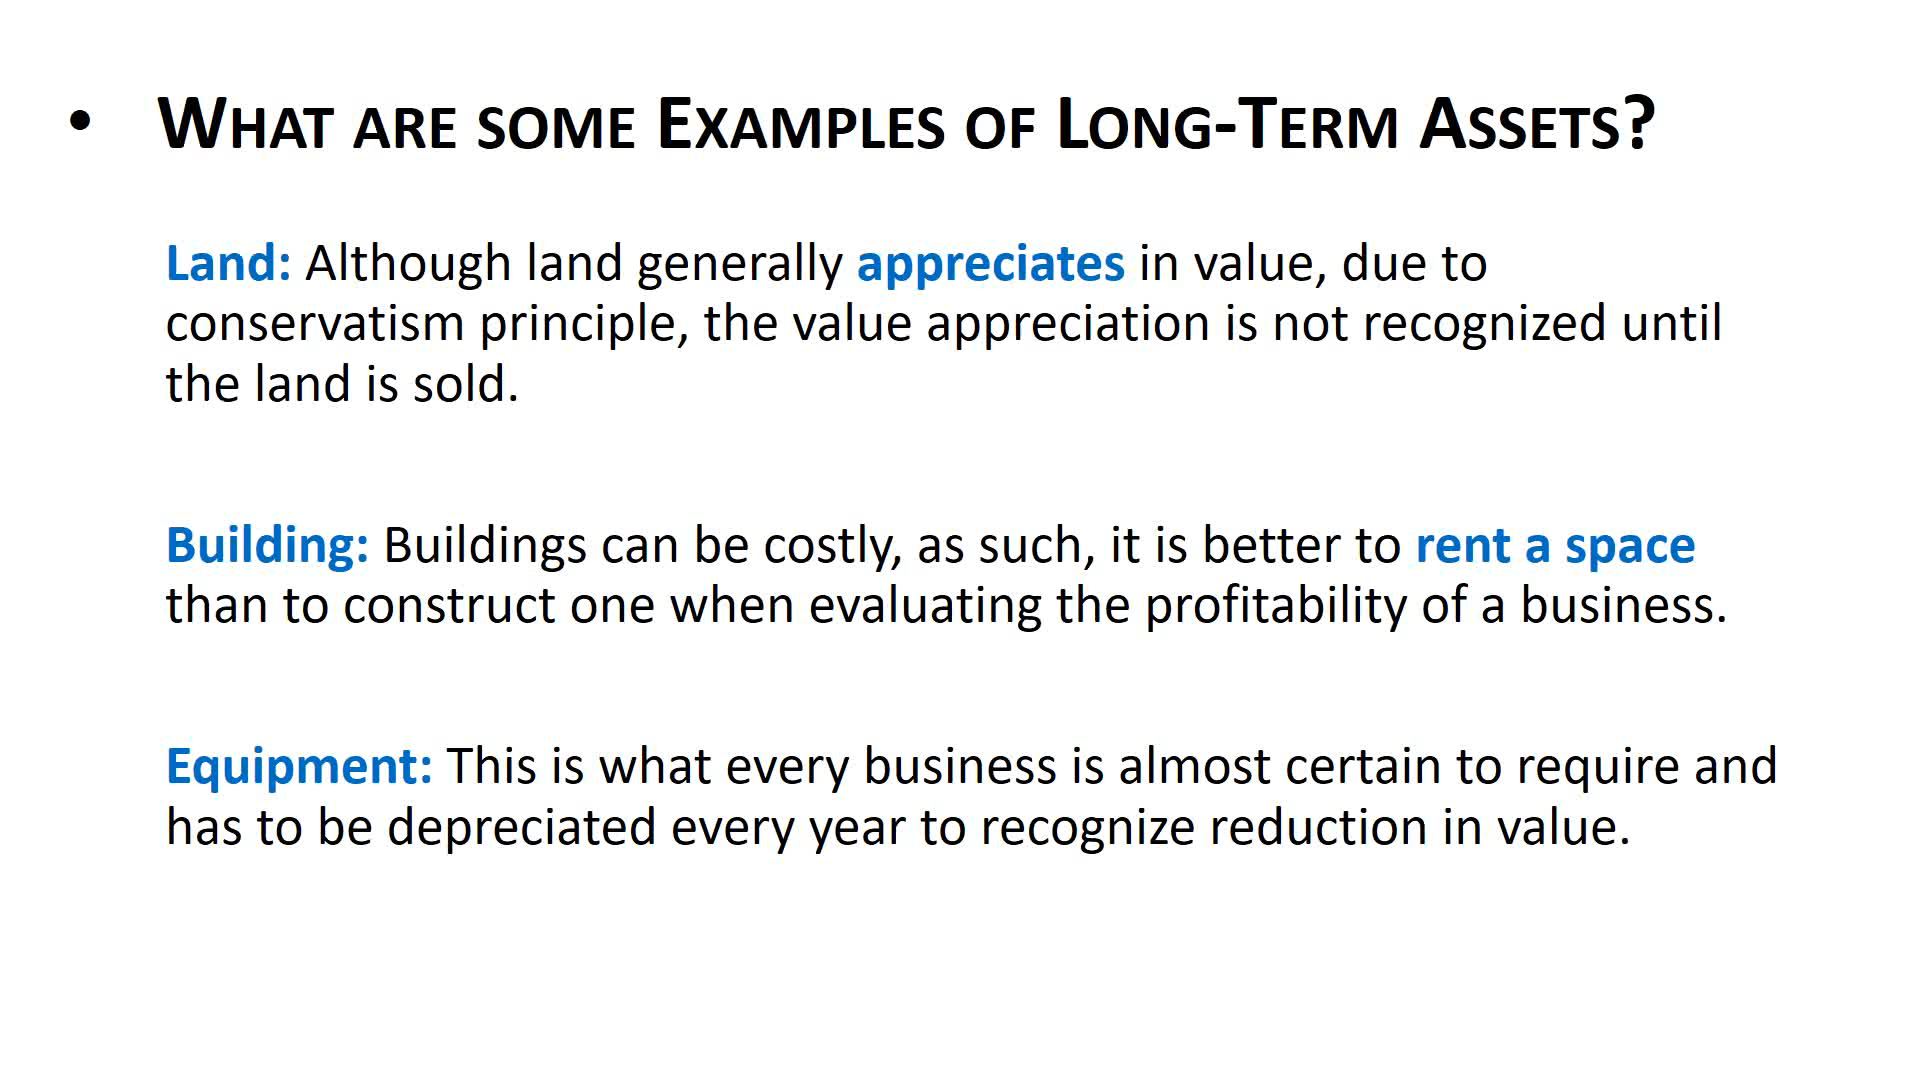 • What are some Examples of Long-Term Assets?
Land: Although land generally appreciates in value, due to
conservatism principle, the value appreciation is not recognized until
the land is sold.
Building: Buildings can be costly, as such, it is better to rent a space
than to construct one when evaluating the profitability of a business.
Equipment: This is what every business is almost certain to require and
has to be depreciated every year to recognize reduction in value.